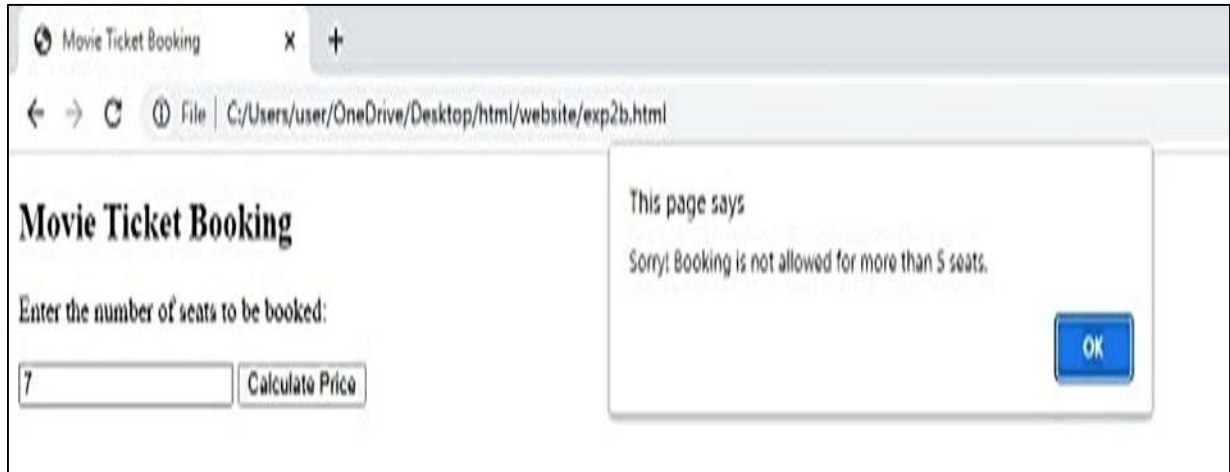 Movie Ticket Booking
File | C:/Users/user/OneDrive/Desktop/html/website/exp2b.html
Movie Ticket Booking
Enter the number of seats to be booked:
7
Calculate Price
This page says
Sorry! Booking is not allowed for more than 5 seats.
OK